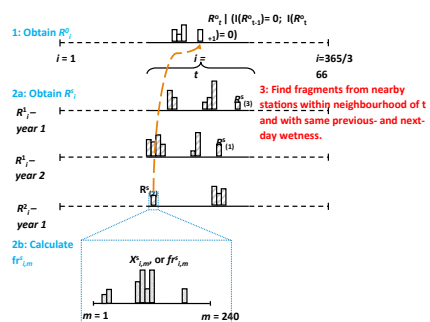 R⁰ₜ | (I(R⁰ₜ₋₁)= 0; I(R⁰ₜ
1: Obtain R⁰ᵢ
₊₁)= 0)
i = 1
i =
t
i=365/3
66
2a: Obtain Rˢᵢ
Rˢ₍₃₎
3: Find fragments from nearby
stations within neighbourhood of t
and with same previous- and next-
day wetness.
R¹ᵢ–
year 1
Rˢ₍₁₎
R¹ᵢ–
year 2
Rˢ₍₂₎
R²ᵢ–
year 1
2b: Calculate
frˢᵢ,ₘ
Xˢᵢ,ₘ, or frˢᵢ,ₘ
m = 1
m = 240